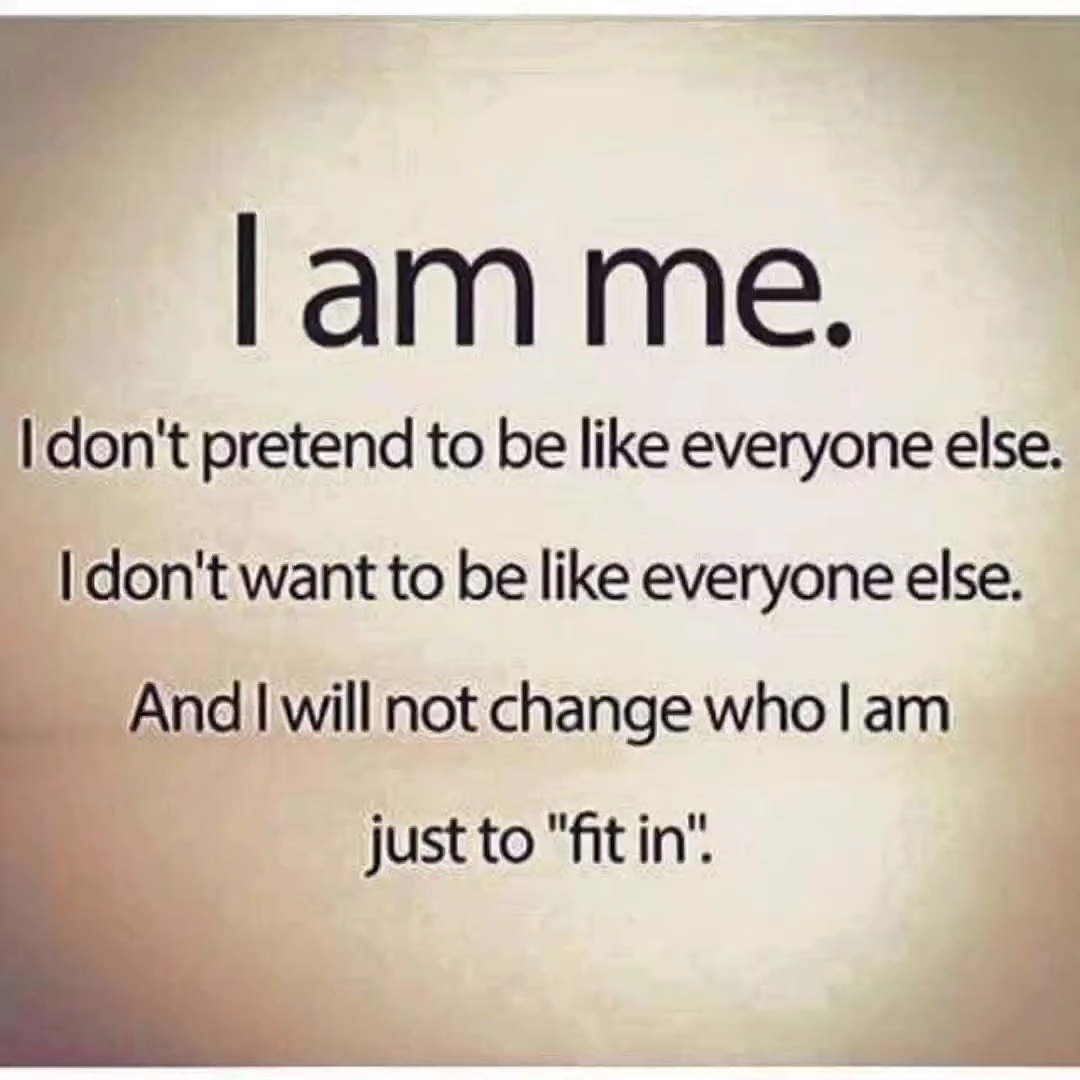 I am me.
I don't pretend to be like everyone else.
I don't want to be like everyone else.
And I will not change who I am
just to "fit in".